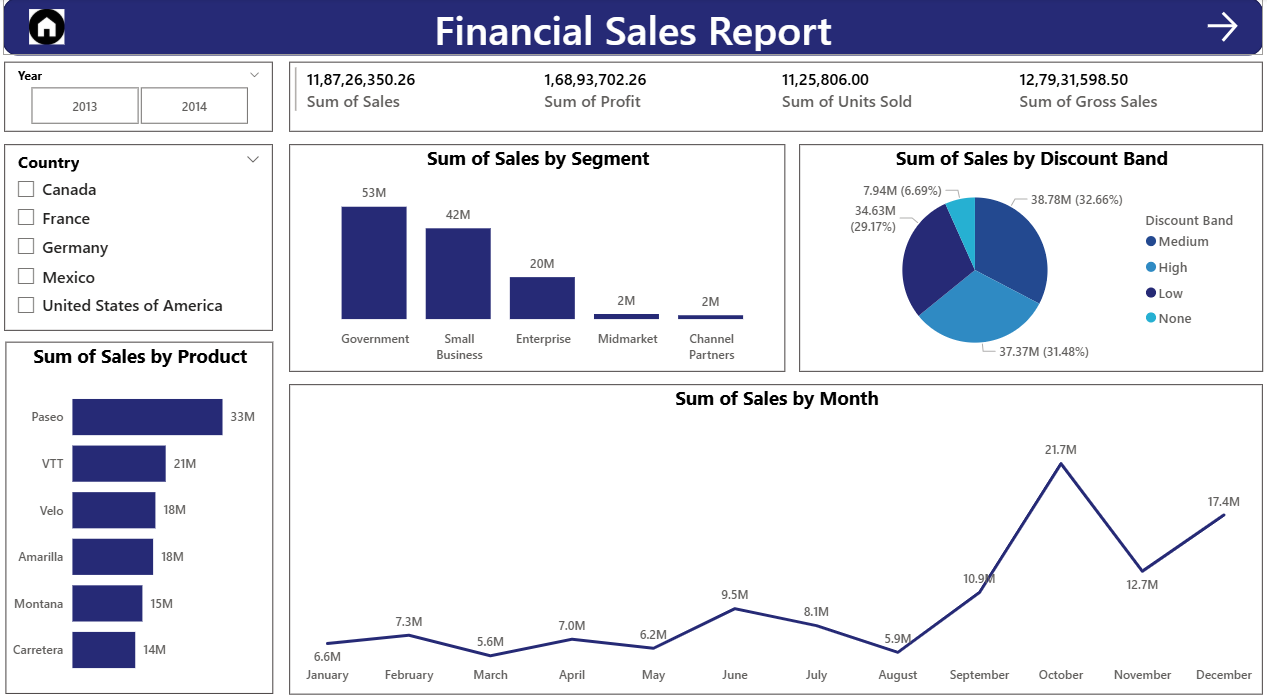 Financial Sales Report
Year
2013
2014
11,87,26,350.26
Sum of Sales
1,68,93,702.26
Sum of Profit
11,25,806.00
Sum of Units Sold
12,79,31,598.50
Sum of Gross Sales
Country
Canada
France
Germany
Mexico
United States of America
Sum of Sales by Segment
53M
42M
20M
2M
2M
Government
Small
Business
Enterprise
Midmarket
Channel
Partners
Sum of Sales by Discount Band
7.94M (6.69%)
38.78M (32.66%)
34.63M
(29.17%)
37.37M (31.48%)
Discount Band
Medium
High
Low
None
Sum of Sales by Product
Paseo 33M
VTT 21M
Velo 18M
Amarilla 18M
Montana 15M
Carretera 14M
Sum of Sales by Month
6.6M
7.3M
5.6M
7.0M
6.2M
9.5M
8.1M
5.9M
10.9M
21.7M
12.7M
17.4M
January February March April May June July August September October November December